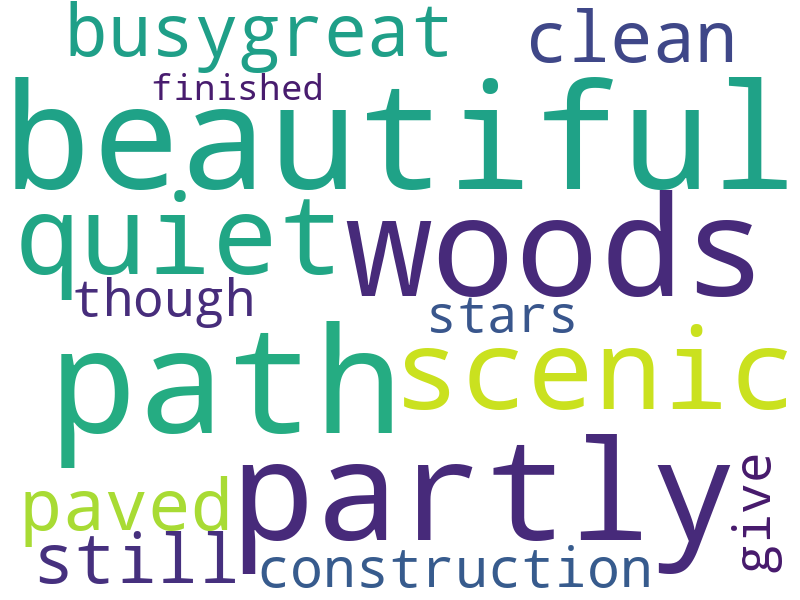 busygreat clean
finished
beautiful
quiet woods
though stars
path scenic
paved partly give
still construction